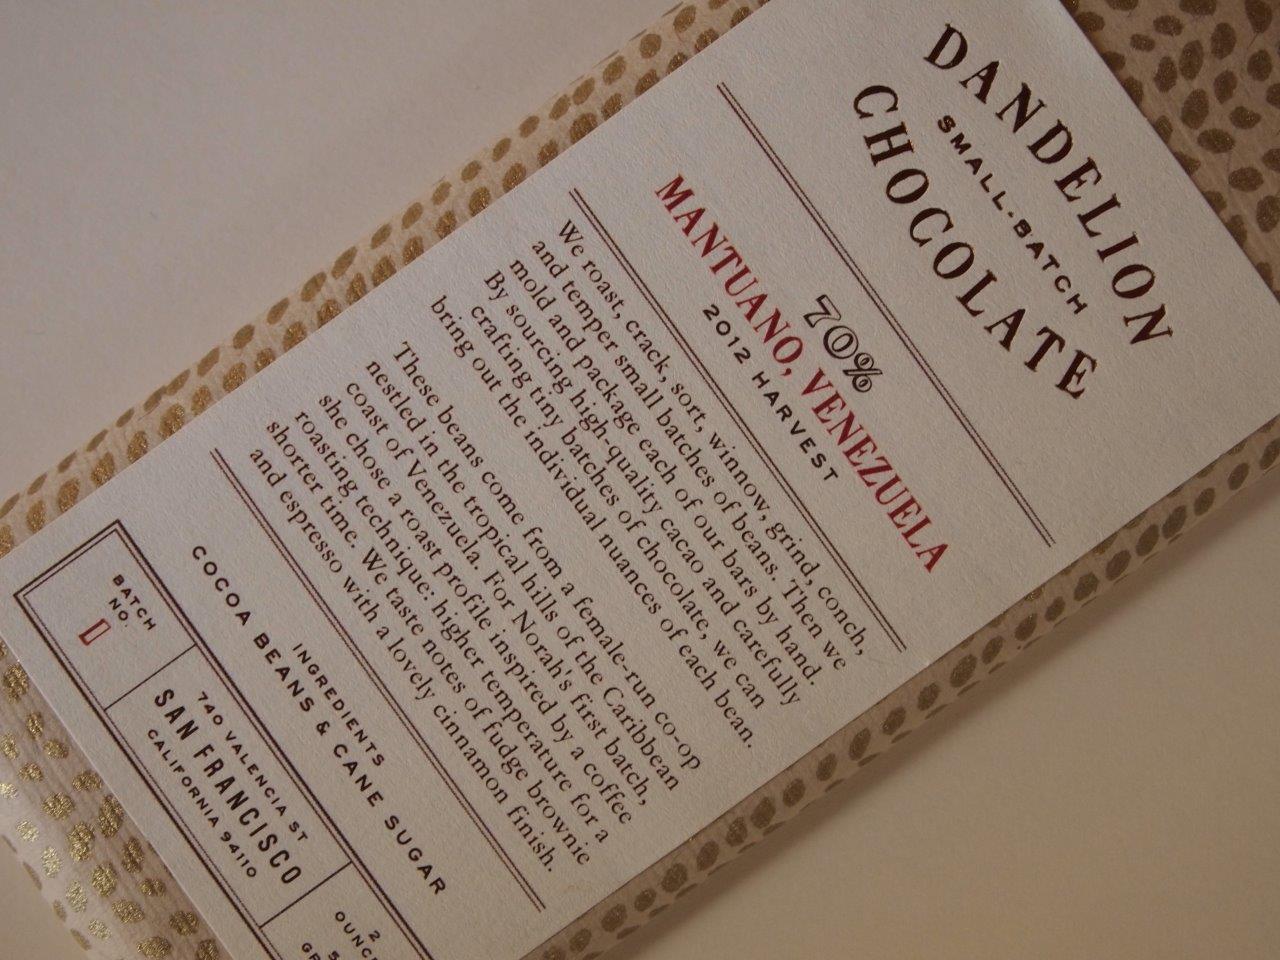 DANDELION
SMALL-BATCH
CHOCOLATE
70%
MANTUANO, VENEZUELA
2012 HARVEST
We roast, crack, sort, winnow, grind, conch,
and temper small batches of beans. Then we
mold and package each of our bars by hand.
By sourcing high-quality cacao and carefully
crafting tiny batches of chocolate, we can
bring out the individual nuances of each bean.
These beans come from a female-run co-op
nestled in the tropical hills of the Caribbean
coast of Venezuela. For Norah's first batch,
she chose a roast profile inspired by a coffee
roasting technique: higher temperature for a
shorter time. We taste notes of fudge brownie
and espresso with a lovely cinnamon finish.
INGREDIENTS
COCOA BEANS & CANE SUGAR
BATCH
NO.
740 VALENCIA ST
SAN FRANCISCO
CALIFORNIA 94110
2